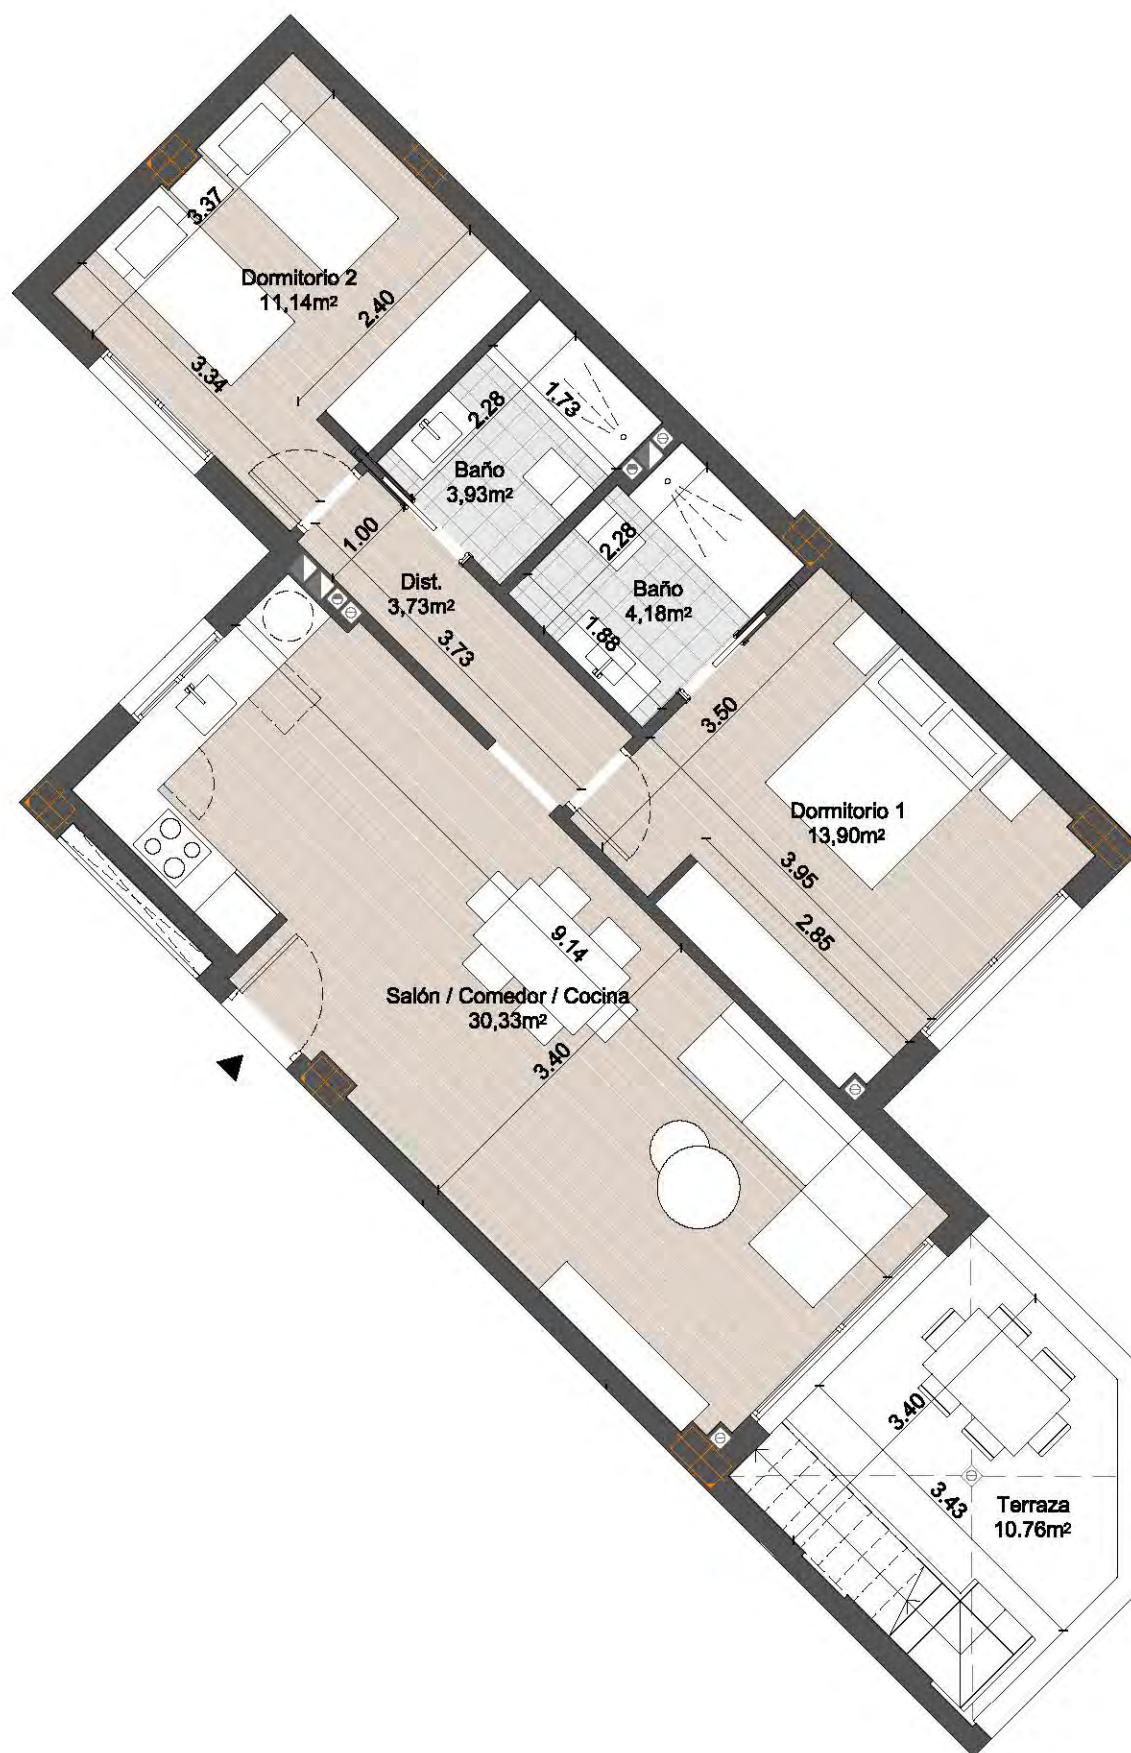 3.37
Dormitorio 2
11,14m²
2.40
3.34
2.28
1.73
Baño
3,93m²
1.00
2.28
Dist.
3,73m²
Baño
4,18m²
1.88
3.73
3.50
Dormitorio 1
13,90m²
3.95
2.85
9.14
Salón / Comedor / Cocina
30,33m²
3.40
3.40
3.43
Terraza
10.76m²